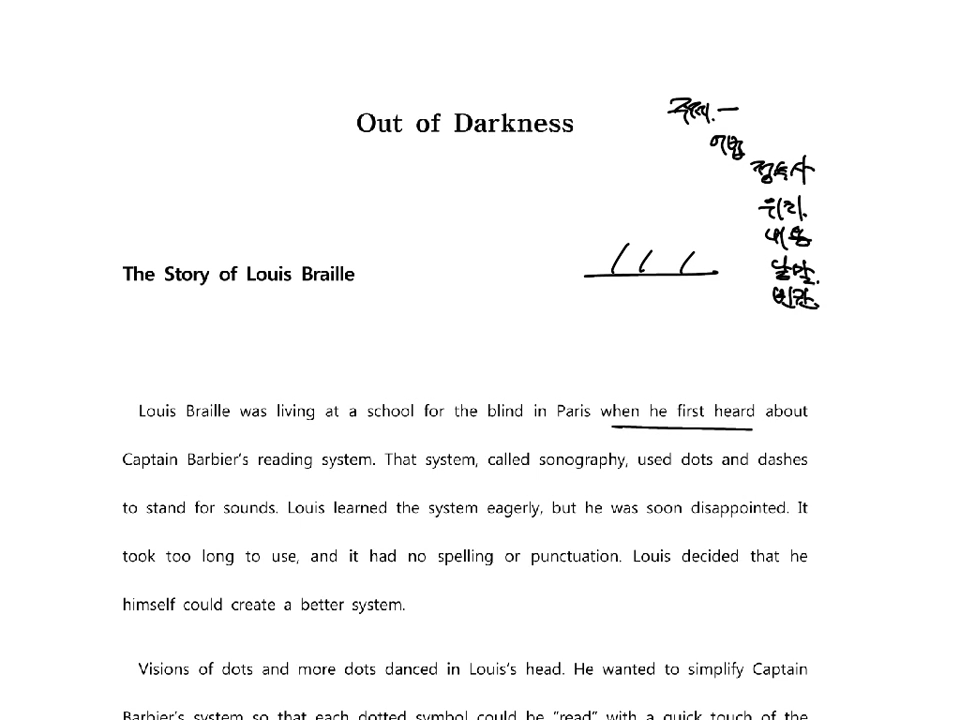 Out of Darkness
어법
내용
The Story of Louis Braille
Louis Braille was living at a school for the blind in Paris when he first heard about
Captain Barbier's reading system. That system, called sonography, used dots and dashes
to stand for sounds. Louis learned the system eagerly, but he was soon disappointed. It
took too long to use, and it had no spelling or punctuation. Louis decided that he
himself could create a better system.
Visions of dots and more dots danced in Louis's head. He wanted to simplify Captain
Barbier's system so that each dotted symbol could be "read" with a quick touch of the